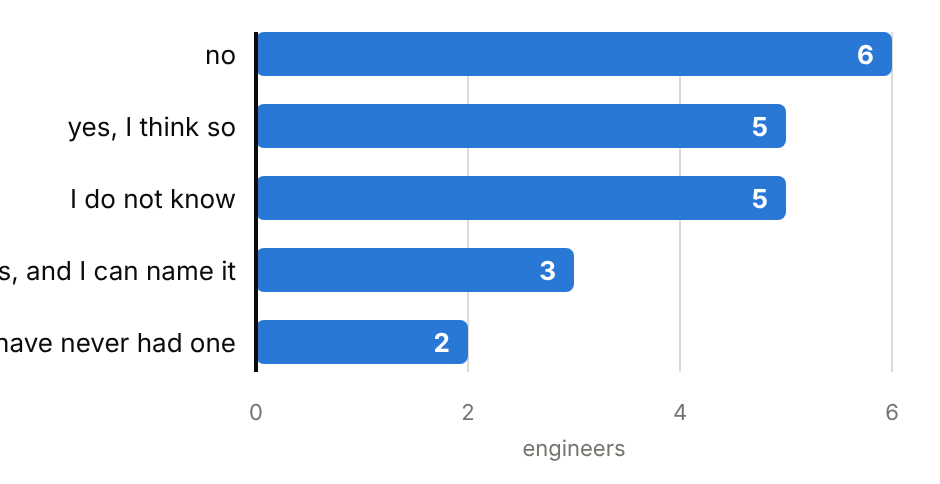 no 6
yes, I think so 5
I do not know 5
and I can name it 3
never had one 2
0 2 4 6
engineers